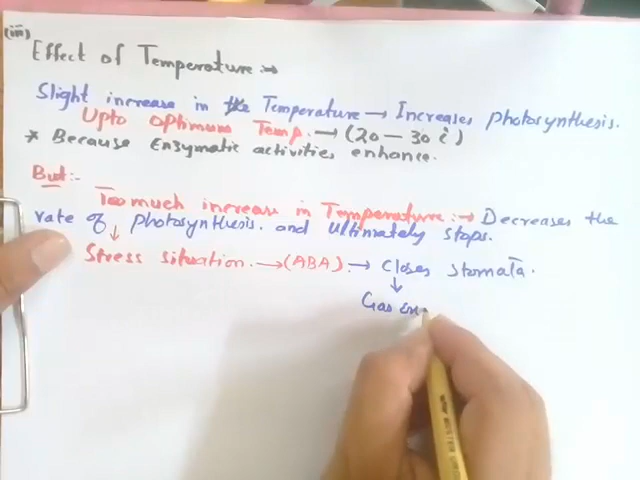 (iii)
Effect of Temperature:→
Slight increase in the Temperature → Increases photosynthesis.
Upto optimum Temp. → (20 – 30 c̊)
* Because Enzymatic activities enhance.
But:-
Too much increase in Temperature:→ Decreases the
rate of photosynthesis. and Ultimately stops.
↓
Stress situation. → (ABA) → Closes stomata.
↓
Gas